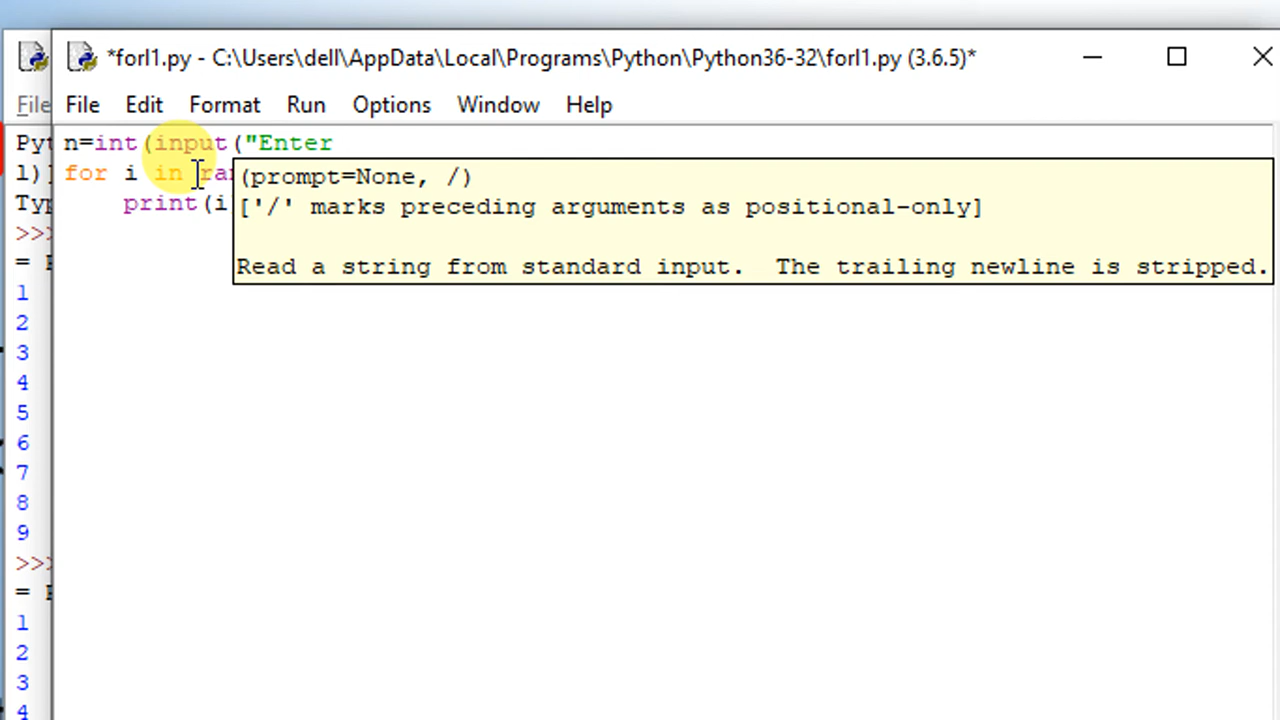 *forl1.py - C:\Users\dell\AppData\Local\Programs\Python\Python36-32\forl1.py (3.6.5)*
File
File Edit Format Run Options Window Help
n=int(input("Enter
for i in
print(i
(prompt=None, /)
['/' marks preceding arguments as positional-only]
Read a string from standard input. The trailing newline is stripped.
l)]
>>>
=
1
2
3
4
5
6
7
8
9
>>>
=
1
2
3
4